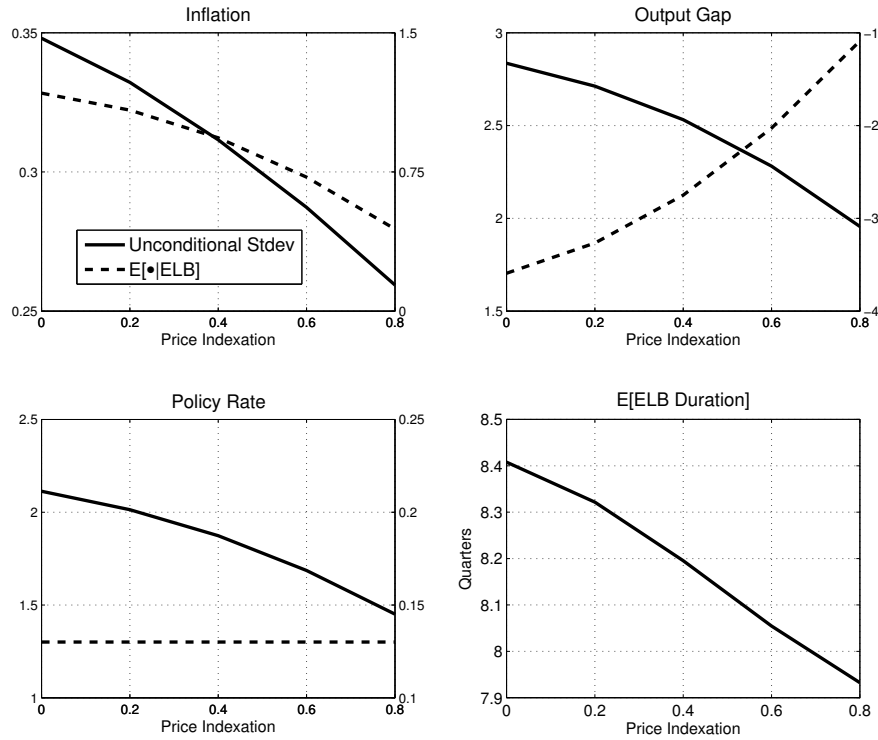 Inflation
0.35
0.3
0.25
1.5
0.75
0
Unconditional Stdev
E[•|ELB]
0 0.2 0.4 0.6 0.8
Price Indexation
Output Gap
3
2.5
2
1.5
−1
−2
−3
−4
0 0.2 0.4 0.6 0.8
Price Indexation
Policy Rate
2.5
2
1.5
1
0.25
0.2
0.15
0.1
0 0.2 0.4 0.6 0.8
Price Indexation
E[ELB Duration]
8.5
8.4
8.3
8.2
8.1
8
7.9
Quarters
0 0.2 0.4 0.6 0.8
Price Indexation